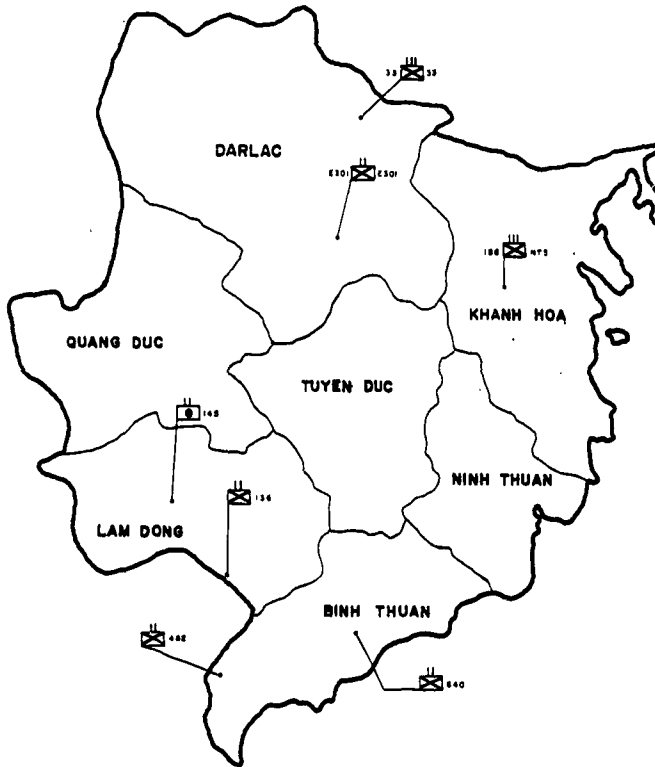 33 33
DARLAC
E301 E301
186 NT5
KHANH HOA
QUANG DUC
TUYEN DUC
145
NINH THUAN
136
LAM DONG
BINH THUAN
482
840